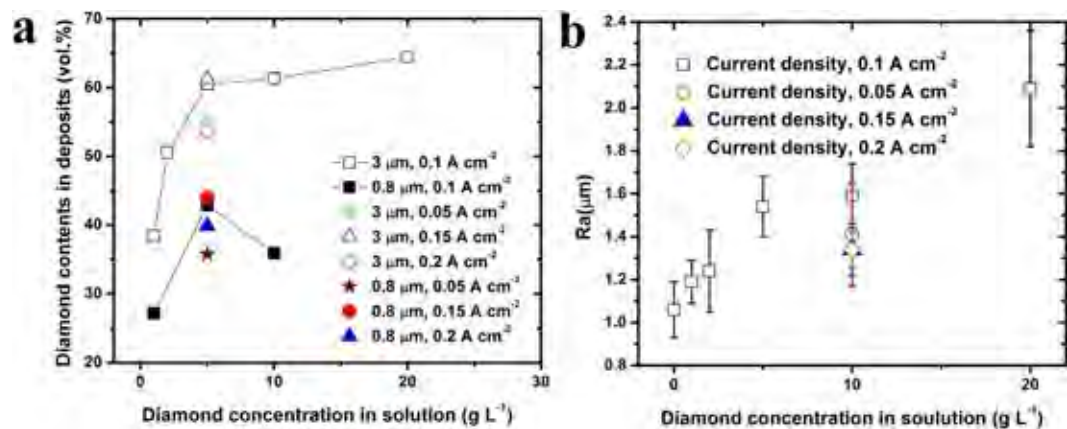 a
70
60
50
40
30
20
Diamond contents in deposits (vol.%)
3 μm, 0.1 A cm⁻²
0.8 μm, 0.1 A cm⁻²
3 μm, 0.05 A cm⁻²
3 μm, 0.15 A cm⁻²
3 μm, 0.2 A cm⁻²
0.8 μm, 0.05 A cm⁻²
0.8 μm, 0.15 A cm⁻²
0.8 μm, 0.2 A cm⁻²
0 10 20 30
Diamond concentration in solution (g L⁻¹)
b
2.4
2.2
2.0
1.8
1.6
1.4
1.2
1.0
0.8
Ra(μm)
Current density, 0.1 A cm⁻²
Current density, 0.05 A cm⁻²
Current density, 0.15 A cm⁻²
Current density, 0.2 A cm⁻²
0 5 10 15 20
Diamond concentration in soulution (g L⁻¹)